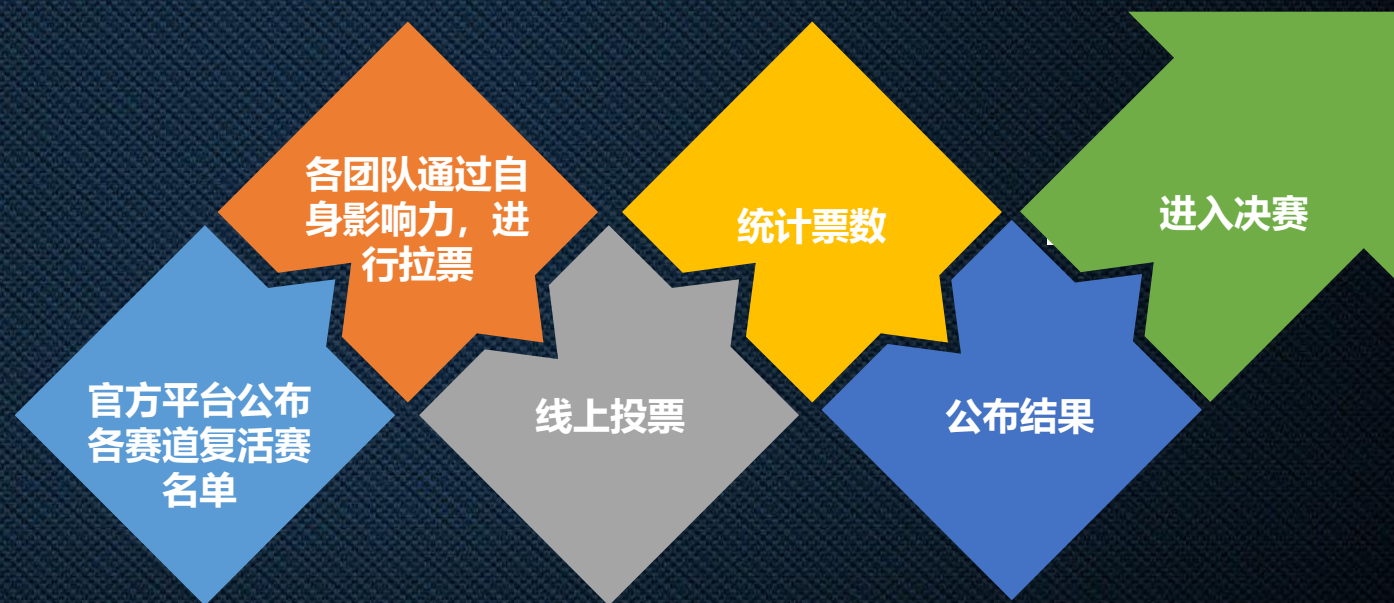 官方平台公布
各赛道复活赛
名单
各团队通过自
身影响力，进
行拉票
线上投票
统计票数
公布结果
进入决赛